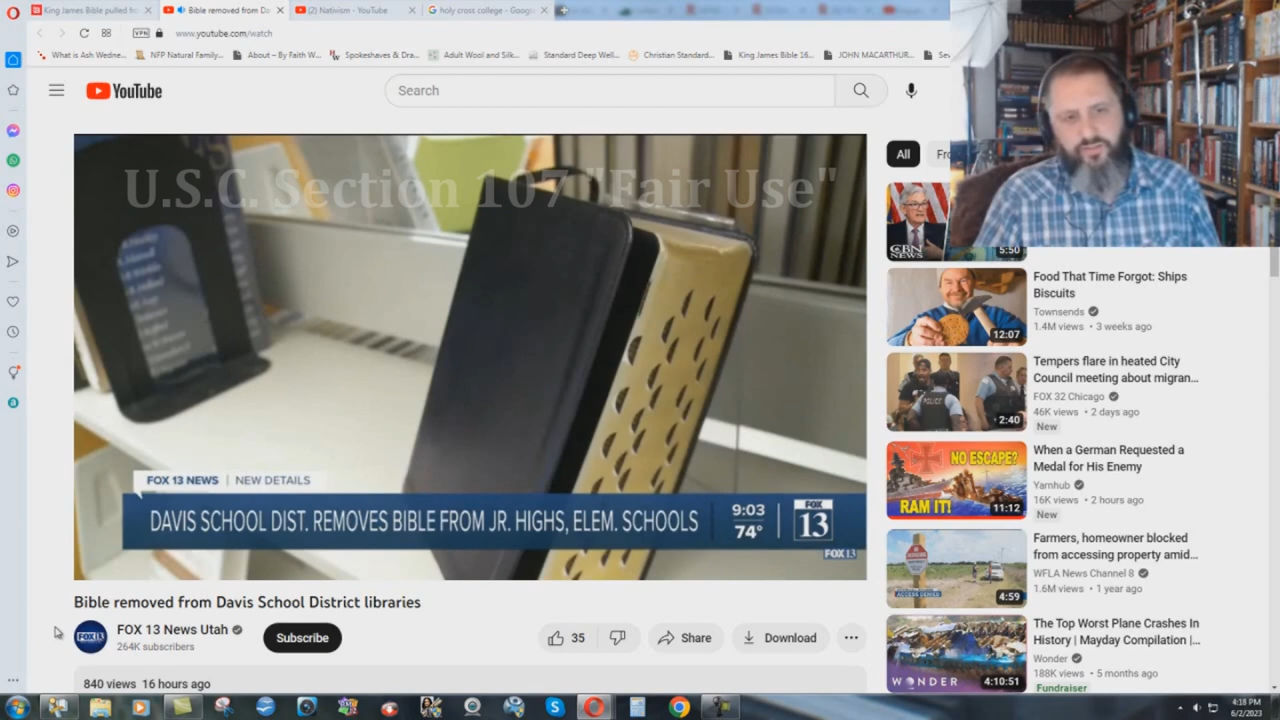 King James Bible pulled fro
Bible removed from Da
(2) Nativism - YouTube
holy cross college - Googl
88
VPN
www.youtube.com/watch
What is Ash Wedne...
NFP Natural Family...
About – By Faith W...
Spokeshaves & Dra...
Adult Wool and Silk...
Standard Deep Well...
Christian Standard...
King James Bible 16...
JOHN MACARTHUR...
Sev
YouTube
Search
All
Fro
U.S.C. Section 107 "Fair Use"
FOX 13 NEWS | NEW DETAILS
DAVIS SCHOOL DIST. REMOVES BIBLE FROM JR. HIGHS, ELEM. SCHOOLS
9:03
74°
FOX
13
FOX13
Bible removed from Davis School District libraries
FOX 13 News Utah
264K subscribers
Subscribe
35
Share
Download
840 views 16 hours ago
CBN
NEWS
5:50
Food That Time Forgot: Ships
Biscuits
Townsends
1.4M views • 3 weeks ago
12:07
Tempers flare in heated City
Council meeting about migran...
FOX 32 Chicago
46K views • 2 days ago
New
POLICE
2:40
When a German Requested a
Medal for His Enemy
Yarnhub
16K views • 2 hours ago
New
NO ESCAPE?
RAM IT!
11:12
Farmers, homeowner blocked
from accessing property amid...
WFLA News Channel 8
1.6M views • 1 year ago
ACCESS DENIED
4:59
The Top Worst Plane Crashes In
History | Mayday Compilation |...
Wonder
188K views • 5 months ago
Fundraiser
WONDER
4:10:51
4:18 PM
6/2/2023